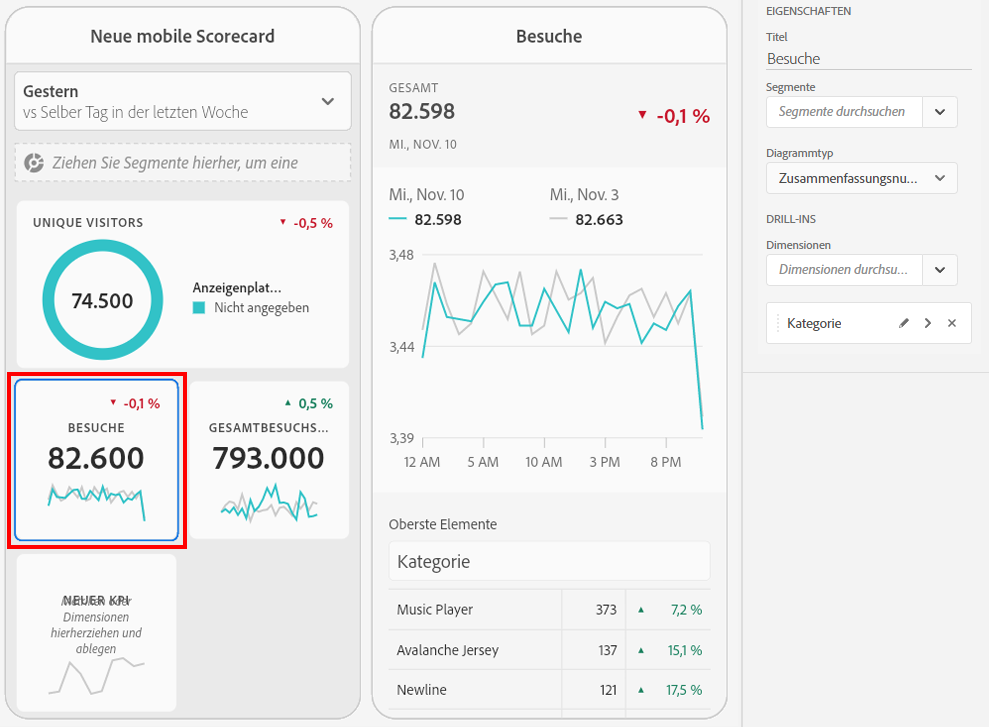 Neue mobile Scorecard
Gestern
vs Selber Tag in der letzten Woche
Ziehen Sie Segmente hierher, um eine
UNIQUE VISITORS
-0,5 %
74.500
Anzeigenplat...
Nicht angegeben
-0,1 %
BESUCHE
82.600
0,5 %
GESAMTBESUCHS...
793.000
NEUER KPI
Metriken oder
Dimensionen
hierherziehen und
ablegen
Besuche
GESAMT
82.598
-0,1 %
MI., NOV. 10
Mi., Nov. 10
82.598
Mi., Nov. 3
82.663
3,48
3,44
3,39
12 AM 5 AM 10 AM 3 PM 8 PM
Oberste Elemente
Kategorie
Music Player 373 7,2 %
Avalanche Jersey 137 15,1 %
Newline 121 17,5 %
EIGENSCHAFTEN
Titel
Besuche
Segmente
Segmente durchsuchen
Diagrammtyp
Zusammenfassungsnu...
DRILL-INS
Dimensionen
Dimensionen durchsu...
Kategorie